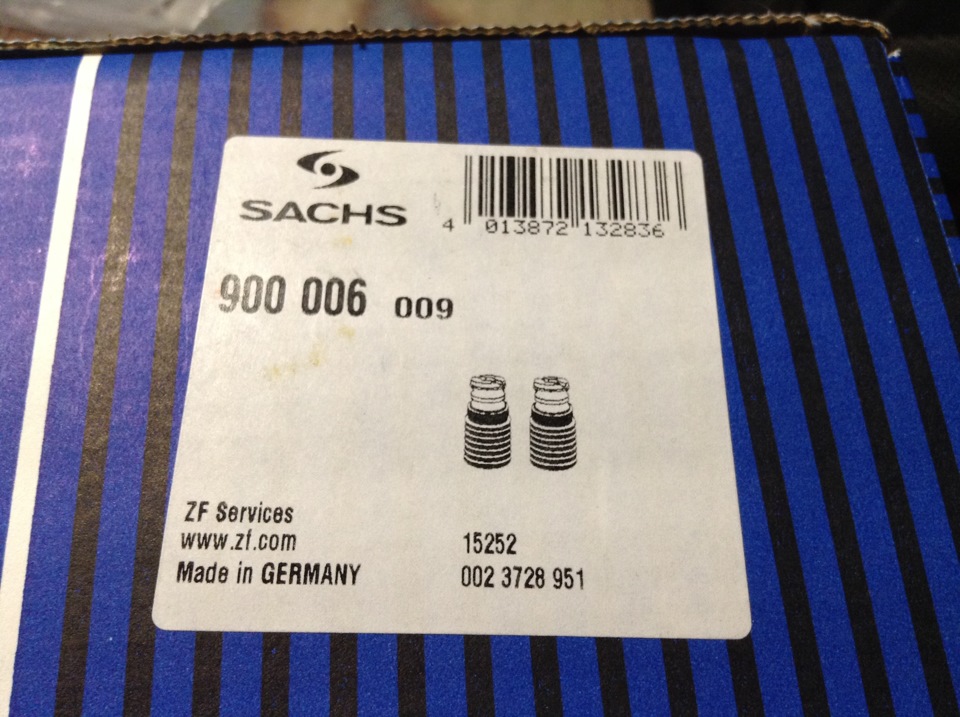 SACHS
4 013872 132836
900 006 009
ZF Services
www.zf.com
Made in GERMANY
15252
002 3728 951